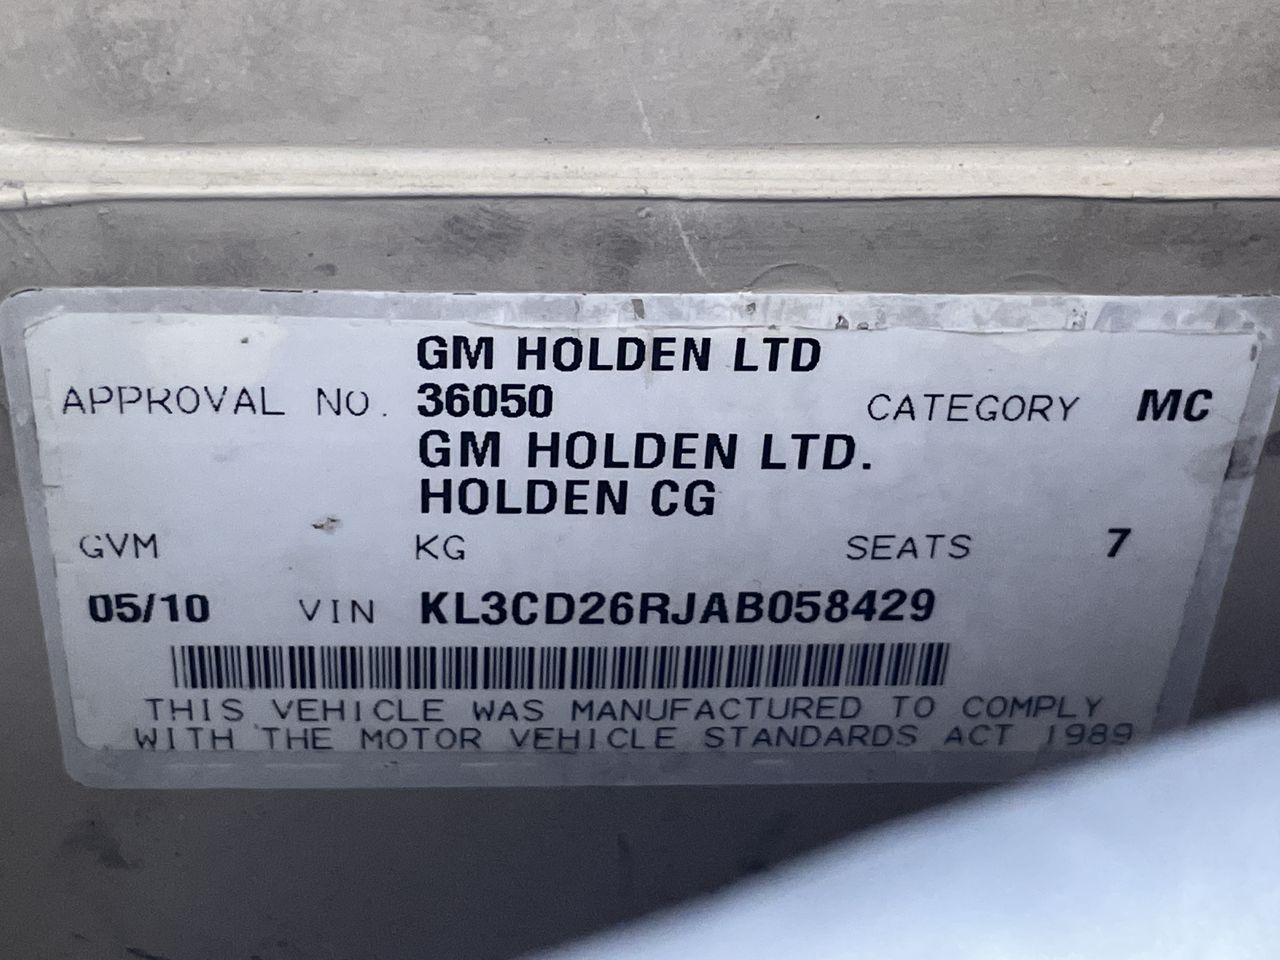 GM HOLDEN LTD
APPROVAL NO. 36050 CATEGORY MC
GM HOLDEN LTD.
HOLDEN CG
GVM KG SEATS 7
05/10 VIN KL3CD26RJAB058429
THIS VEHICLE WAS MANUFACTURED TO COMPLY
WITH THE MOTOR VEHICLE STANDARDS ACT 1989